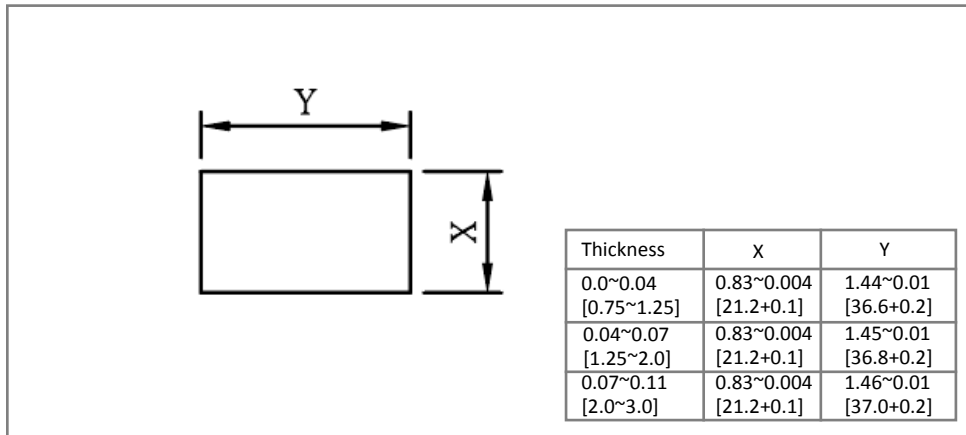 Y
X
Thickness X Y
0.0~0.04 0.83~0.004 1.44~0.01
[0.75~1.25] [21.2+0.1] [36.6+0.2]
0.04~0.07 0.83~0.004 1.45~0.01
[1.25~2.0] [21.2+0.1] [36.8+0.2]
0.07~0.11 0.83~0.004 1.46~0.01
[2.0~3.0] [21.2+0.1] [37.0+0.2]